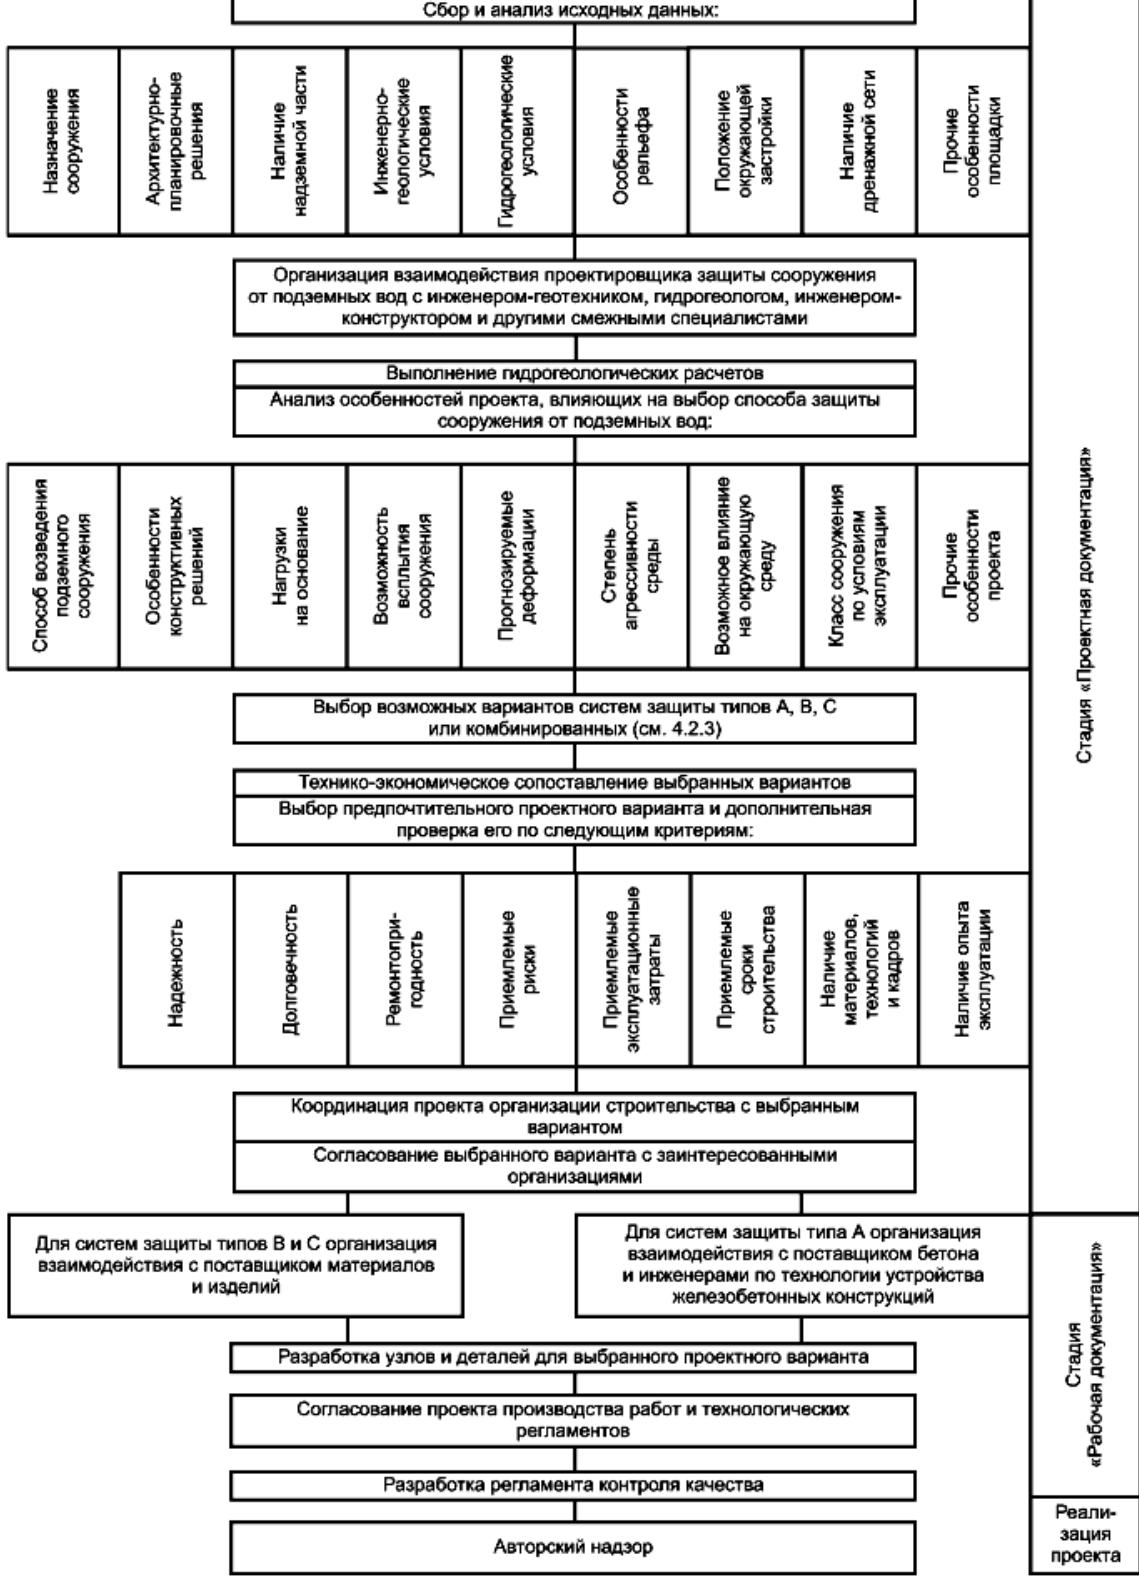 Сбор и анализ исходных данных:
Назначение
сооружения
Архитектурно-
планировочные
решения
Наличие
надземной части
Инженерно-
геологические
условия
Гидрогеологические
условия
Особенности
рельефа
Положение
окружающей
застройки
Наличие
дренажной сети
Прочие
особенности
площадки
Организация взаимодействия проектировщика защиты сооружения
от подземных вод с инженером-геотехником, гидрогеологом, инженером-
конструктором и другими смежными специалистами
Выполнение гидрогеологических расчетов
Анализ особенностей проекта, влияющих на выбор способа защиты
сооружения от подземных вод:
Способ возведения
подземного
сооружения
Особенности
конструктивных
решений
Нагрузки
на основание
Возможность
всплытия
сооружения
Прогнозируемые
деформации
Степень
агрессивности
среды
Возможное влияние
на окружающую
среду
Класс сооружения
по условиям
эксплуатации
Прочие
особенности
проекта
Выбор возможных вариантов систем защиты типов А, В, С
или комбинированных (см. 4.2.3)
Технико-экономическое сопоставление выбранных вариантов
Выбор предпочтительного проектного варианта и дополнительная
проверка его по следующим критериям:
Надежность
Долговечность
Ремонтопри-
годность
Приемлемые
риски
Приемлемые
эксплуатационные
затраты
Приемлемые
сроки
строительства
Наличие
материалов,
технологий
и кадров
Наличие опыта
эксплуатации
Координация проекта организации строительства с выбранным
вариантом
Согласование выбранного варианта с заинтересованными
организациями
Стадия «Проектная документация»
Для систем защиты типов В и С организация
взаимодействия с поставщиком материалов
и изделий
Для систем защиты типа А организация
взаимодействия с поставщиком бетона
и инженерами по технологии устройства
железобетонных конструкций
Разработка узлов и деталей для выбранного проектного варианта
Согласование проекта производства работ и технологических
регламентов
Разработка регламента контроля качества
Стадия
«Рабочая документация»
Авторский надзор
Реали-
зация
проекта